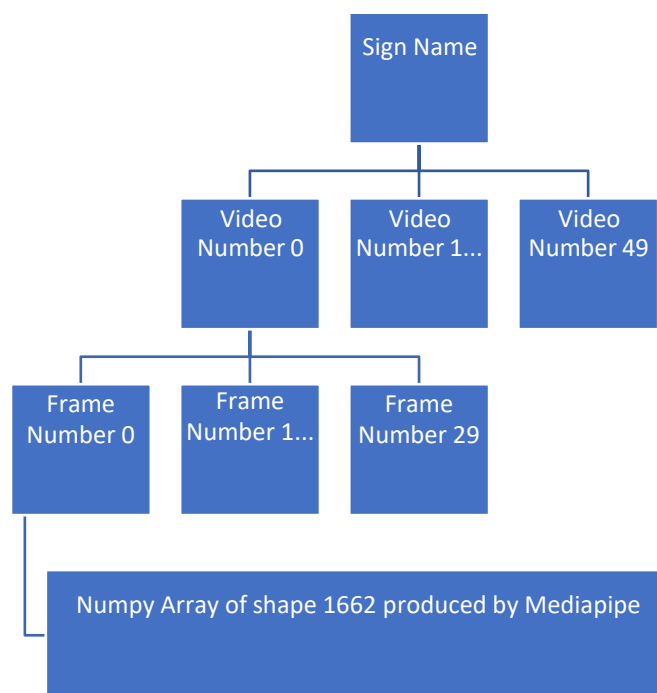 Sign Name
Video
Number 0
Video
Number 1...
Video
Number 49
Frame
Number 0
Frame
Number 1...
Frame
Number 29
Numpy Array of shape 1662 produced by Mediapipe